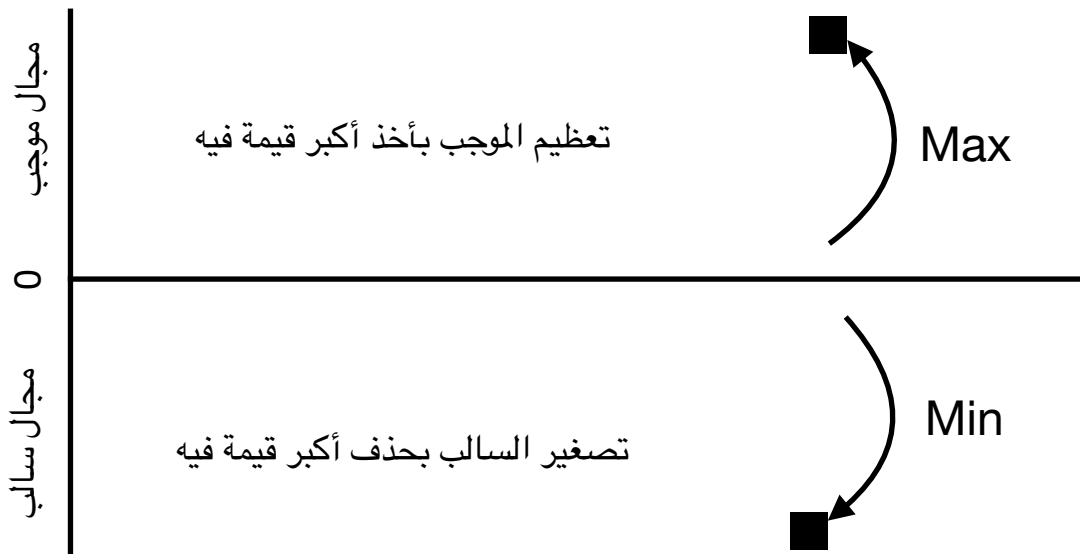 مجال موجب
تعظيم الموجب بأخذ أكبر قيمة فيه
Max
0
مجال سالب
تصغير السالب بحذف أكبر قيمة فيه
Min